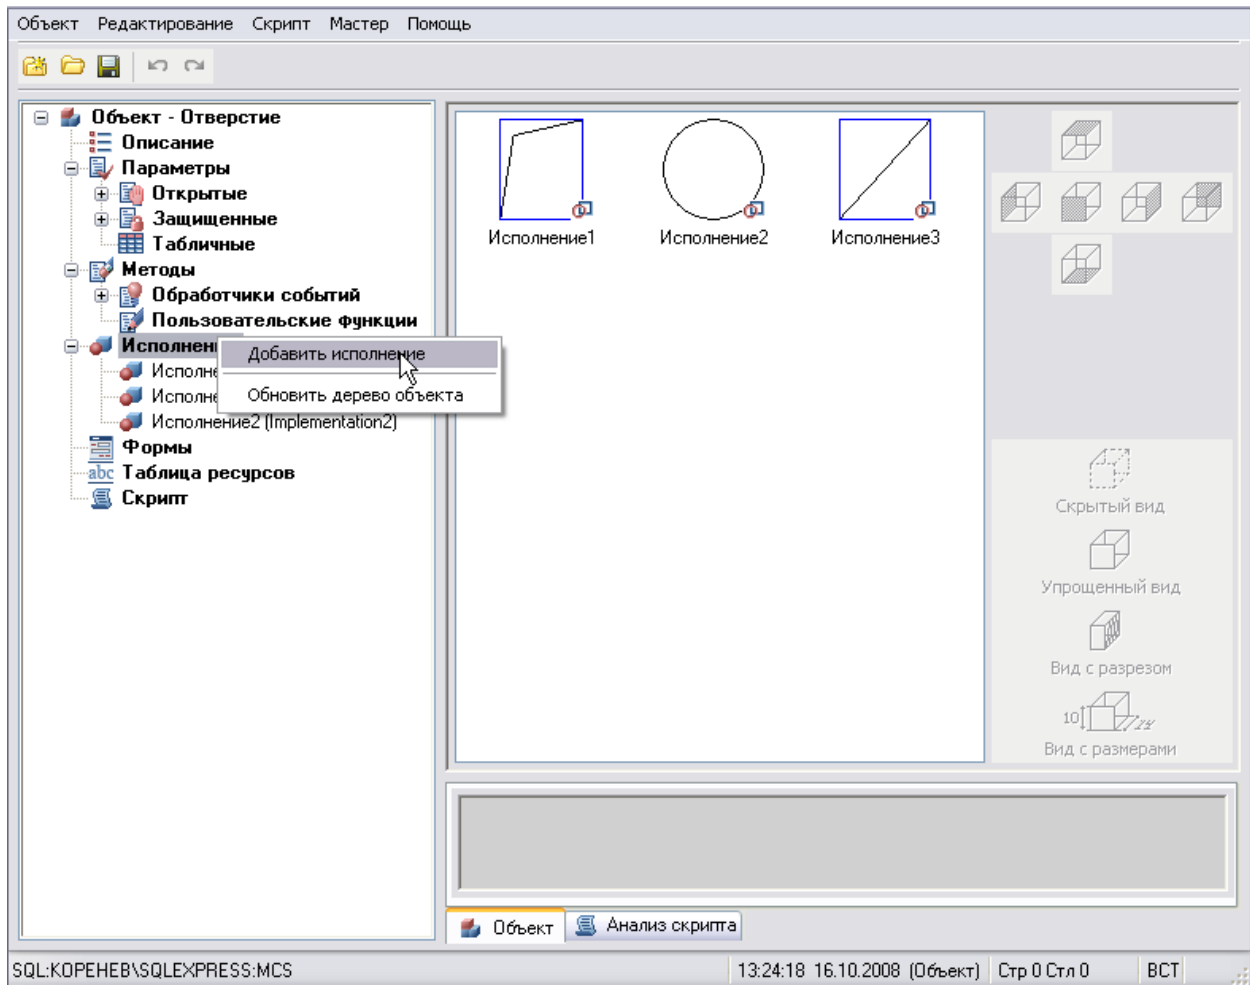 Объект Редактирование Скрипт Мастер Помощь
Объект - Отверстие
Описание
Параметры
Открытые
Защищенные
Табличные
Методы
Обработчики событий
Пользовательские функции
Исполнен
Добавить исполнение
Исполне
Обновить дерево объекта
Исполне
Исполнение2 (Implementation2)
Формы
abc Таблица ресурсов
Скрипт
Исполнение1 Исполнение2 Исполнение3
Скрытый вид
Упрощенный вид
Вид с разрезом
10
Вид с размерами
Объект Анализ скрипта
SQL:КОРЕНЕВ\SQLEXPRESS:MCS 13:24:18 16.10.2008 (Объект) Стр 0 Стл 0 ВСТ